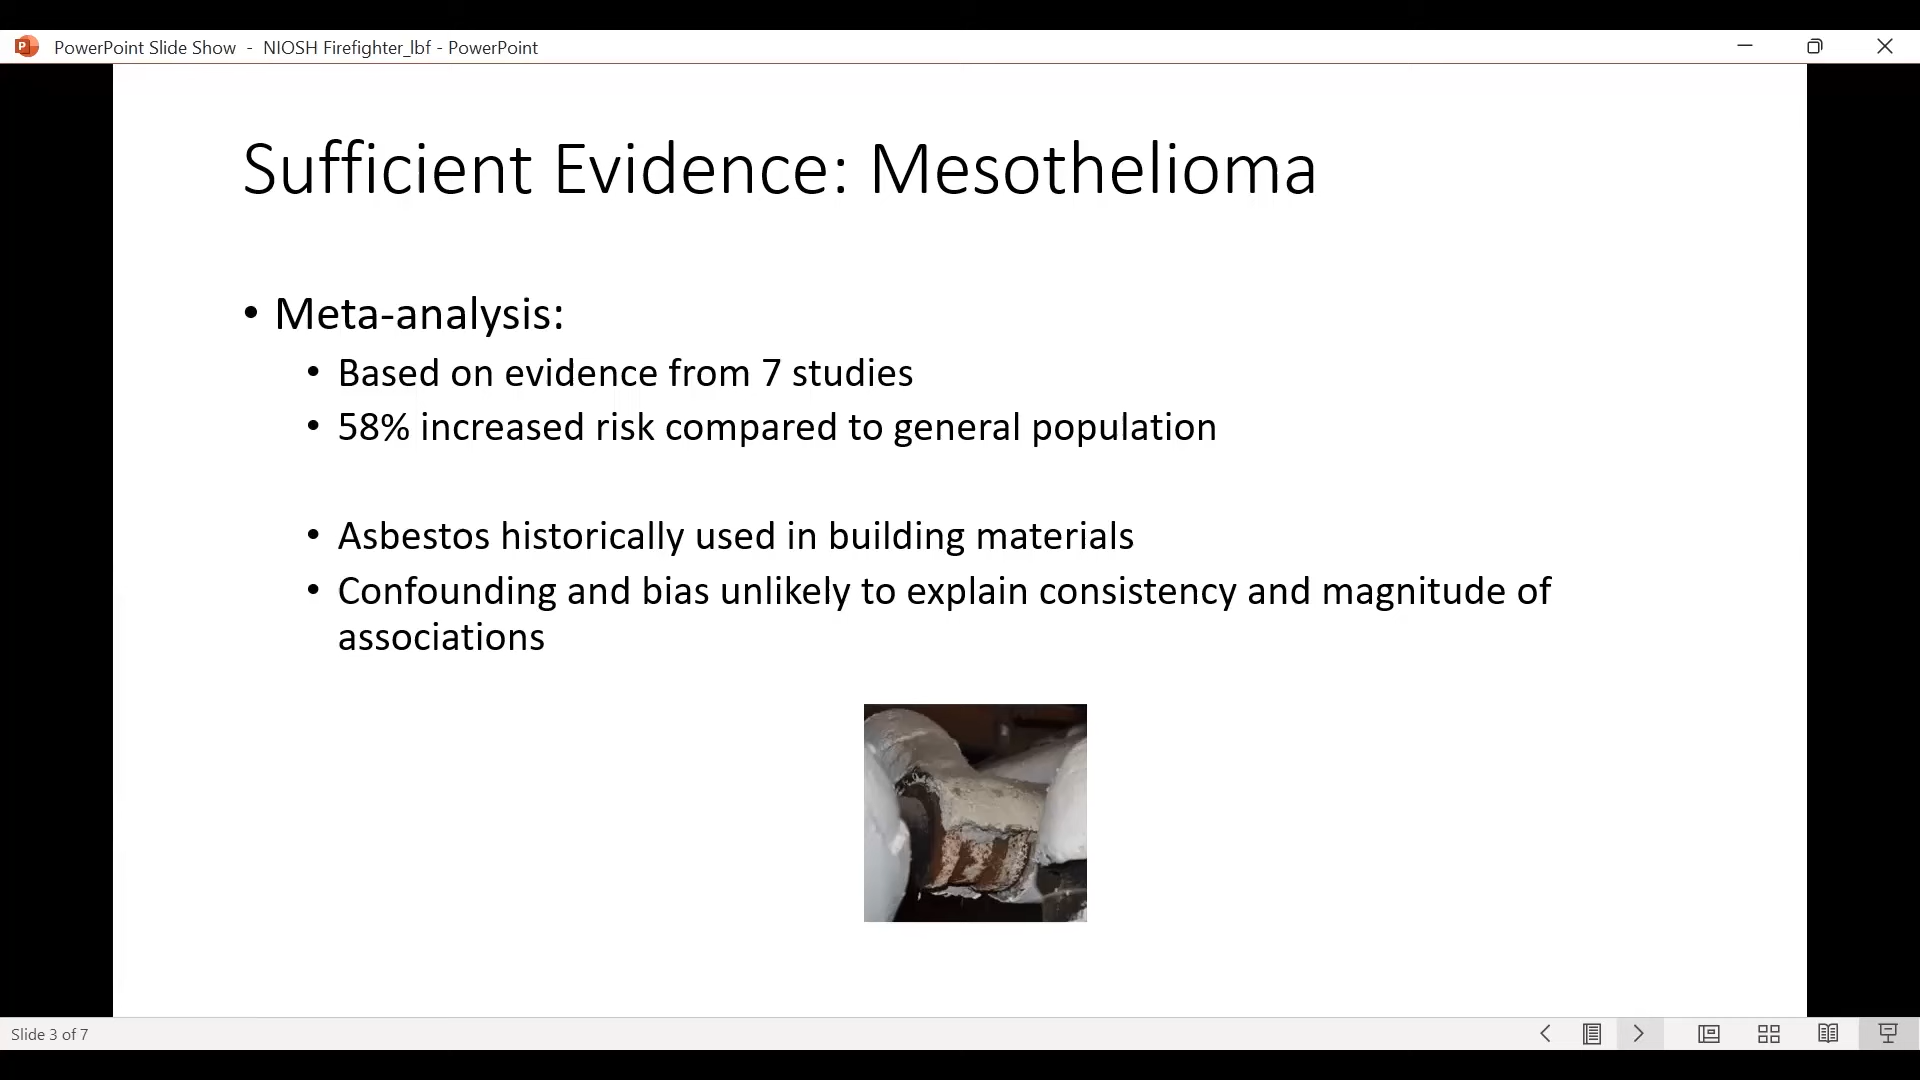 P
PowerPoint Slide Show - NIOSH Firefighter_lbf - PowerPoint
Sufficient Evidence: Mesothelioma
• Meta-analysis:
• Based on evidence from 7 studies
• 58% increased risk compared to general population
• Asbestos historically used in building materials
• Confounding and bias unlikely to explain consistency and magnitude of
associations
Slide 3 of 7